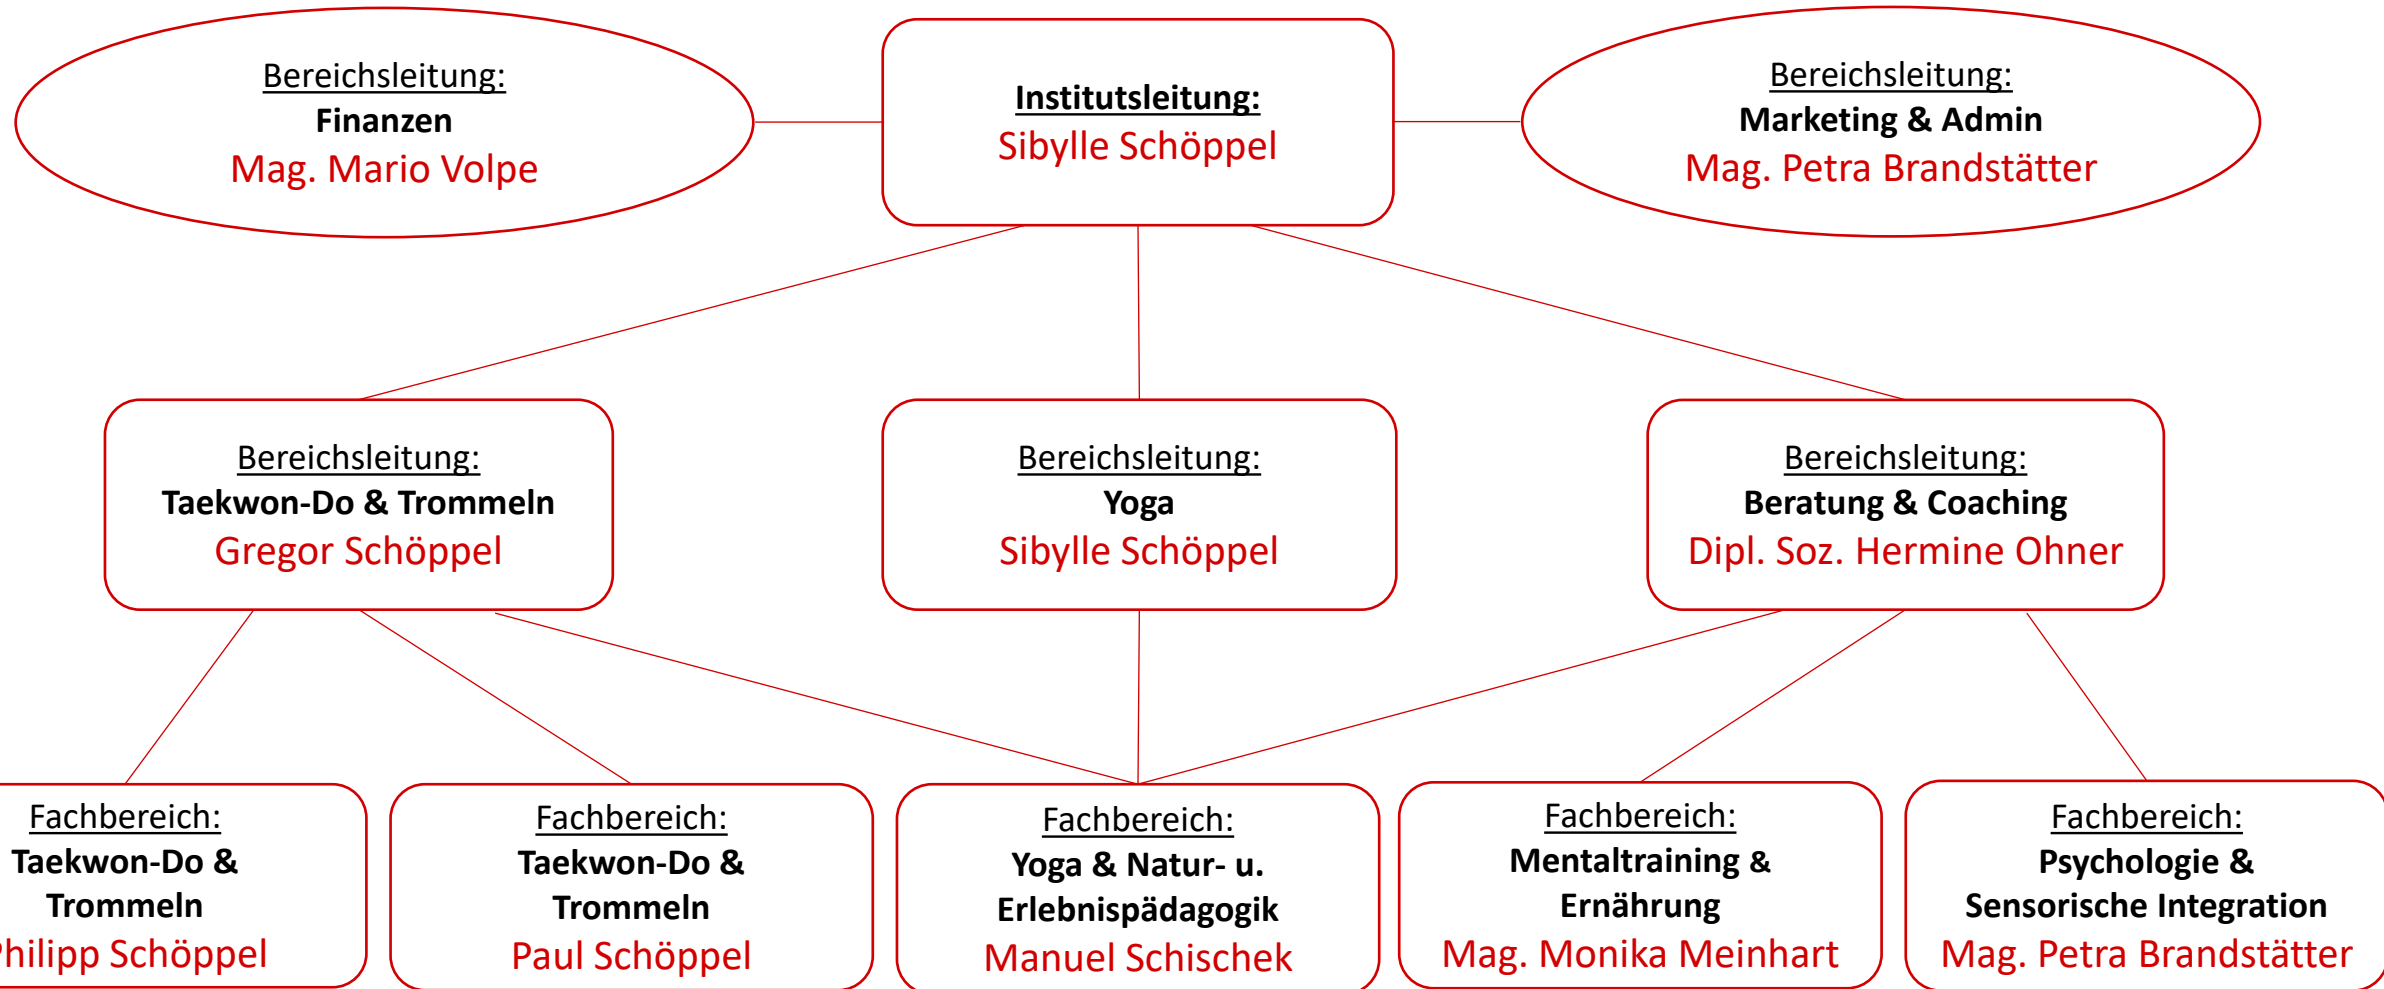 Bereichsleitung:
Finanzen
Mag. Mario Volpe
Institutsleitung:
Sibylle Schöppel
Bereichsleitung:
Marketing & Admin
Mag. Petra Brandstätter
Bereichsleitung:
Taekwon-Do & Trommeln
Gregor Schöppel
Bereichsleitung:
Yoga
Sibylle Schöppel
Bereichsleitung:
Beratung & Coaching
Dipl. Soz. Hermine Ohner
Fachbereich:
Taekwon-Do &
Trommeln
Philipp Schöppel
Fachbereich:
Taekwon-Do &
Trommeln
Paul Schöppel
Fachbereich:
Yoga & Natur- u.
Erlebnispädagogik
Manuel Schischek
Fachbereich:
Mentaltraining &
Ernährung
Mag. Monika Meinhart
Fachbereich:
Psychologie &
Sensorische Integration
Mag. Petra Brandstätter